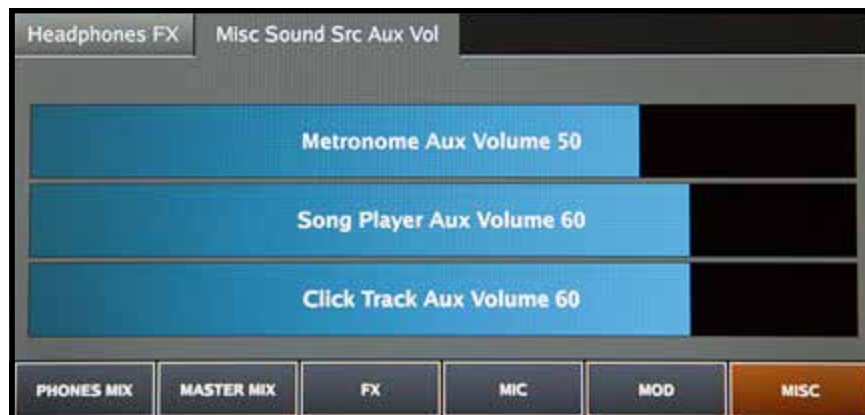 Headphones FX
Misc Sound Src Aux Vol
Metronome Aux Volume 50
Song Player Aux Volume 60
Click Track Aux Volume 60
PHONES MIX
MASTER MIX
FX
MIC
MOD
MISC